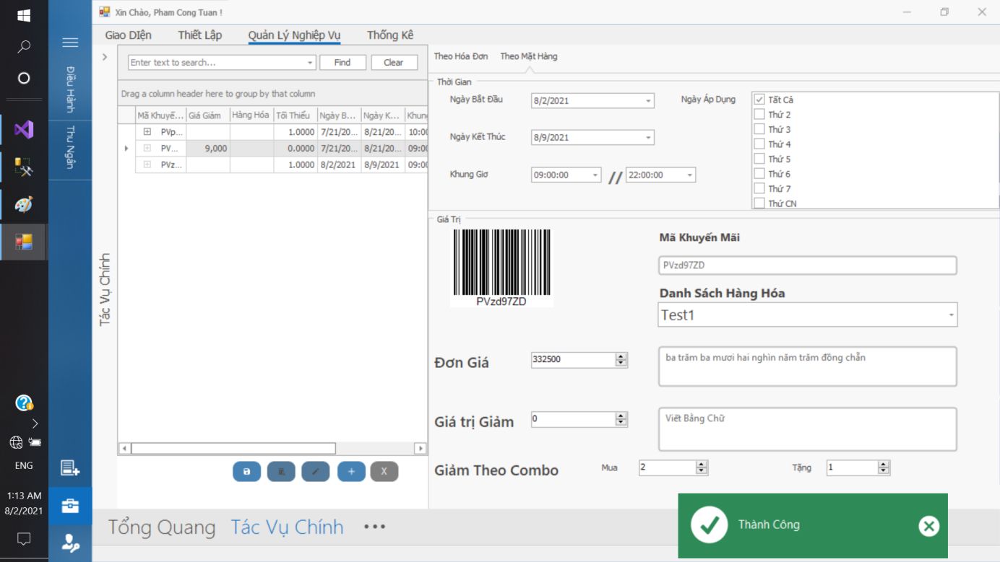 Xin Chào, Pham Cong Tuan !
Giao DIện Thiết Lập Quản Lý Nghiệp Vụ Thống Kê
Điều Hành
Thu Ngân
Tác Vụ Chính
Enter text to search... Find Clear
Drag a column header here to group by that column
Mã Khuyế... Giá Giảm Hàng Hóa Tối Thiểu Ngày B... Ngày K... Khung
PVp... 1.0000 7/21/20... 8/21/20... 10:00
PV... 9,000 0.0000 7/21/20... 8/21/20... 09:00
PVz... 1.0000 8/2/2021 8/9/2021 09:00
X
Theo Hóa Đơn Theo Mặt Hàng
Thời Gian
Ngày Bắt Đầu 8/2/2021
Ngày Kết Thúc 8/9/2021
Khung Giơ 09:00:00 // 22:00:00
Ngày Áp Dụng
Tất Cả
Thứ 2
Thứ 3
Thứ 4
Thứ 5
Thứ 6
Thứ 7
Thứ CN
Giá Trị
PVzd97ZD
Mã Khuyến Mãi
PVzd97ZD
Danh Sách Hàng Hóa
Test1
Đơn Giá 332500 ba trăm ba mươi hai nghìn năm trăm đồng chẵn
Giá trị Giảm 0 Viết Bằng Chữ
Giảm Theo Combo Mua 2 Tặng 1
Tổng Quang Tác Vụ Chính •••
Thành Công
ENG
1:13 AM
8/2/2021